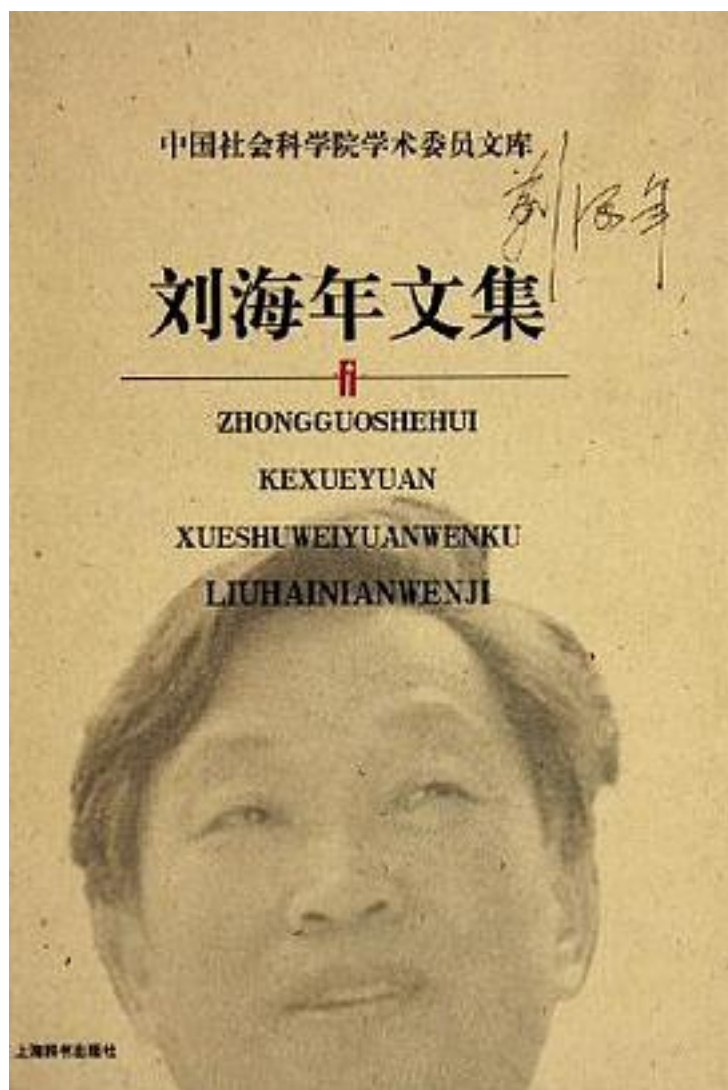 中国社会科学院学术委员文库
刘海年
刘海年文集
ZHONGGUOSHEHUI
KEXUEYUAN
XUESHUWEIYUANWENKU
LIUHAINIANWENJI
上海辞书出版社